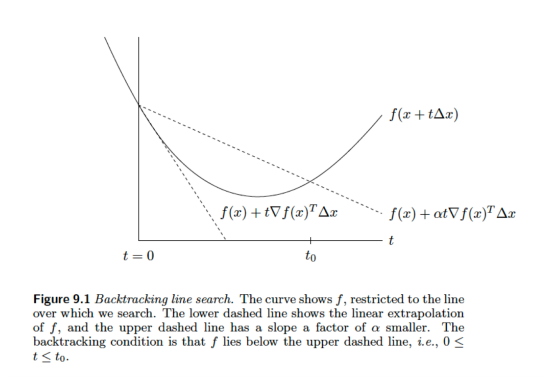 f(x + tΔx)
f(x) + t∇f(x)ᵀΔx
f(x) + αt∇f(x)ᵀΔx
t
t = 0
t₀
Figure 9.1 Backtracking line search. The curve shows f, restricted to the line
over which we search. The lower dashed line shows the linear extrapolation
of f, and the upper dashed line has a slope a factor of α smaller. The
backtracking condition is that f lies below the upper dashed line, i.e., 0 ≤
t ≤ t₀.